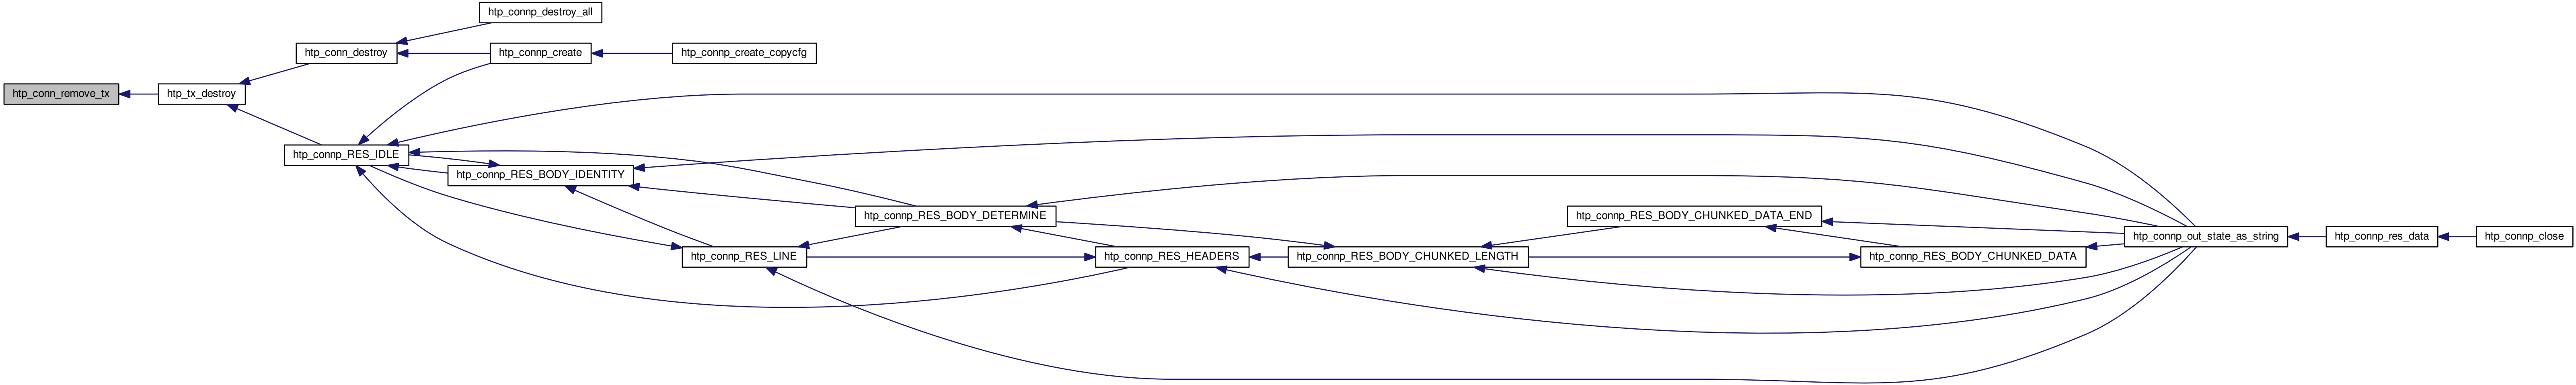 htp_connp_destroy_all
htp_conn_destroy
htp_connp_create
htp_connp_create_copycfg
htp_conn_remove_tx
htp_tx_destroy
htp_connp_RES_IDLE
htp_connp_RES_BODY_IDENTITY
htp_connp_RES_BODY_DETERMINE
htp_connp_RES_BODY_CHUNKED_DATA_END
htp_connp_out_state_as_string
htp_connp_res_data
htp_connp_close
htp_connp_RES_LINE
htp_connp_RES_HEADERS
htp_connp_RES_BODY_CHUNKED_LENGTH
htp_connp_RES_BODY_CHUNKED_DATA